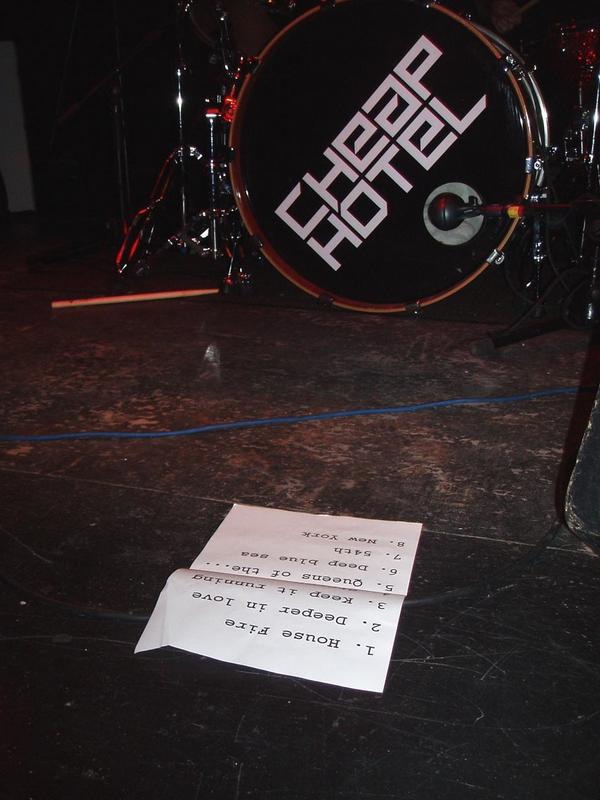 CHEAP
HOTEL
1. House Fire
2. Deeper in love
3. Keep it running
5. Queens of the...
6. Deep blue sea
7. 54th
8. New York